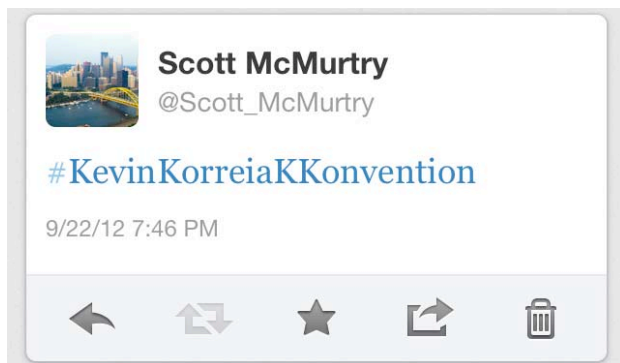 Scott McMurtry
@Scott_McMurtry
#KevinKorreiaKKonvention
9/22/12 7:46 PM